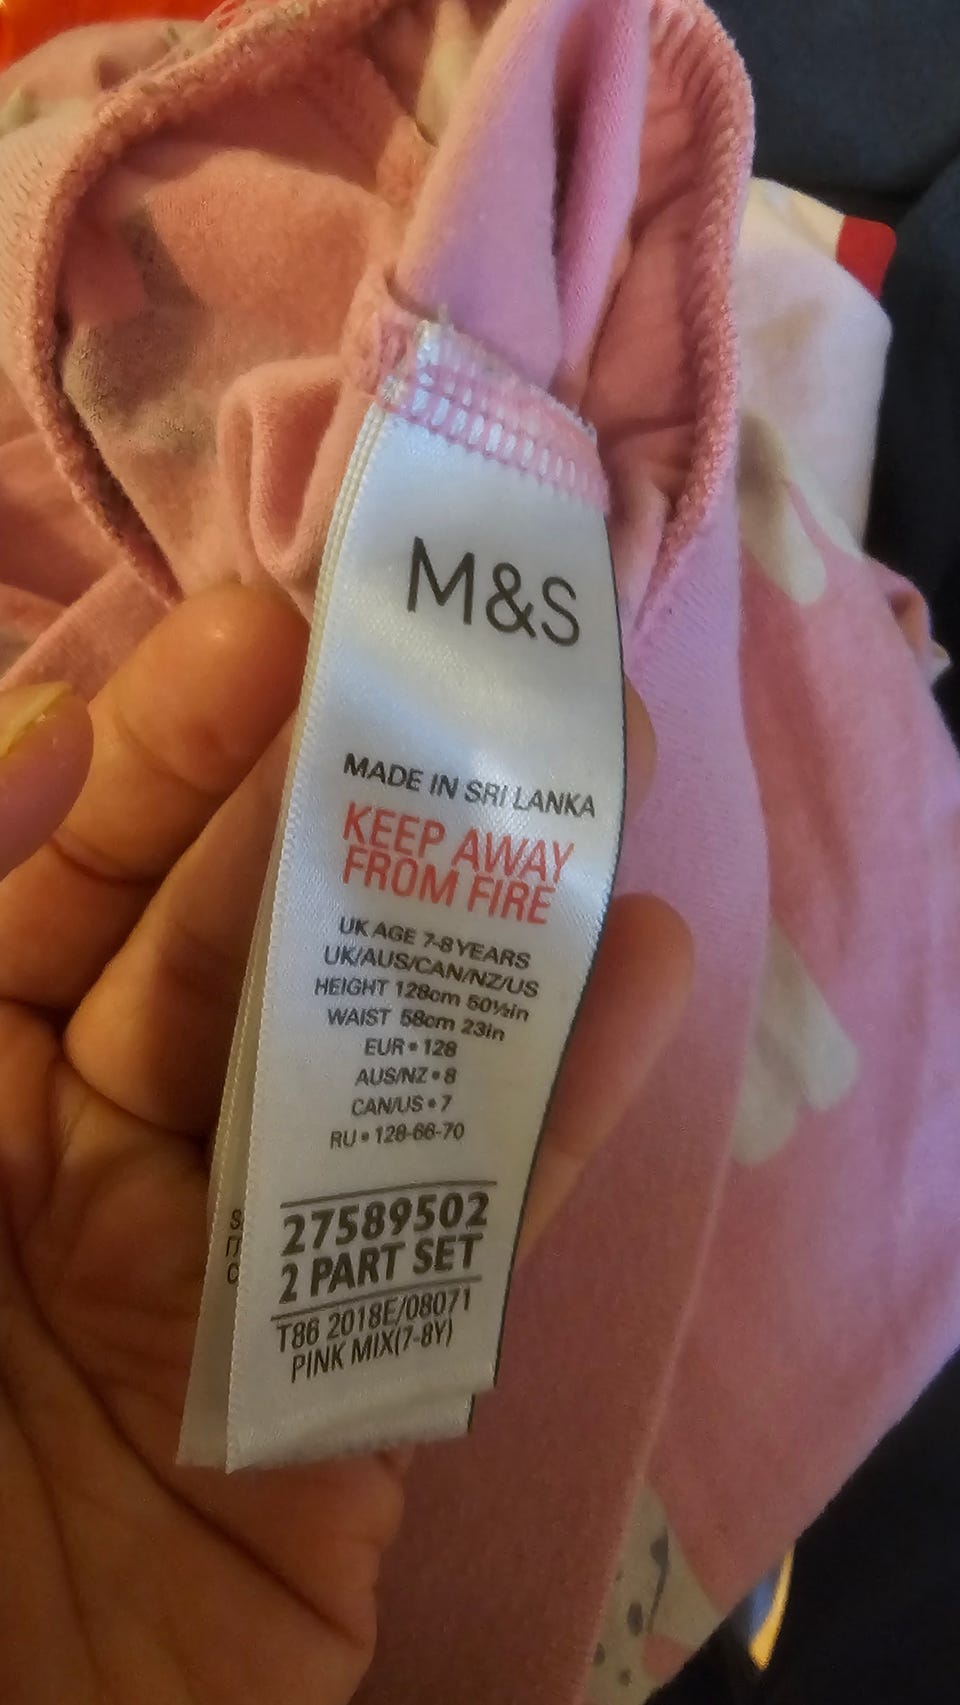 M&S
MADE IN SRI LANKA
KEEP AWAY
FROM FIRE
UK AGE 7-8 YEARS
UK/AUS/CAN/NZ/US
HEIGHT 128cm 50½in
WAIST 58cm 23in
EUR • 128
AUS/NZ • 8
CAN/US • 7
RU • 128-66-70
27589502
2 PART SET
T86 2018E/08071
PINK MIX(7-8Y)